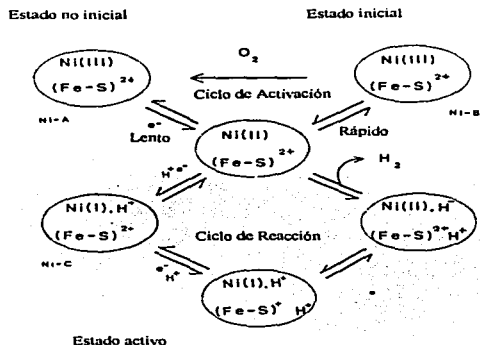 Estado no inicial
Estado inicial
Ni(III)
(Fe-S)²⁺
Ni-A
O₂
Ciclo de Activación
Ni(III)
(Fe-S)²⁺
Ni-B
e⁻
Lento
Ni(II)
(Fe-S)²⁺
Rápido
H⁺e⁻
H₂
Ni(I).H⁺
(Fe-S)²⁺
Ni-C
Ciclo de Reacción
Ni(II).H⁻
(Fe-S)²⁺H⁺
e⁻
H⁺
Ni(I).H⁺
(Fe-S)⁺ H⁺
Estado activo